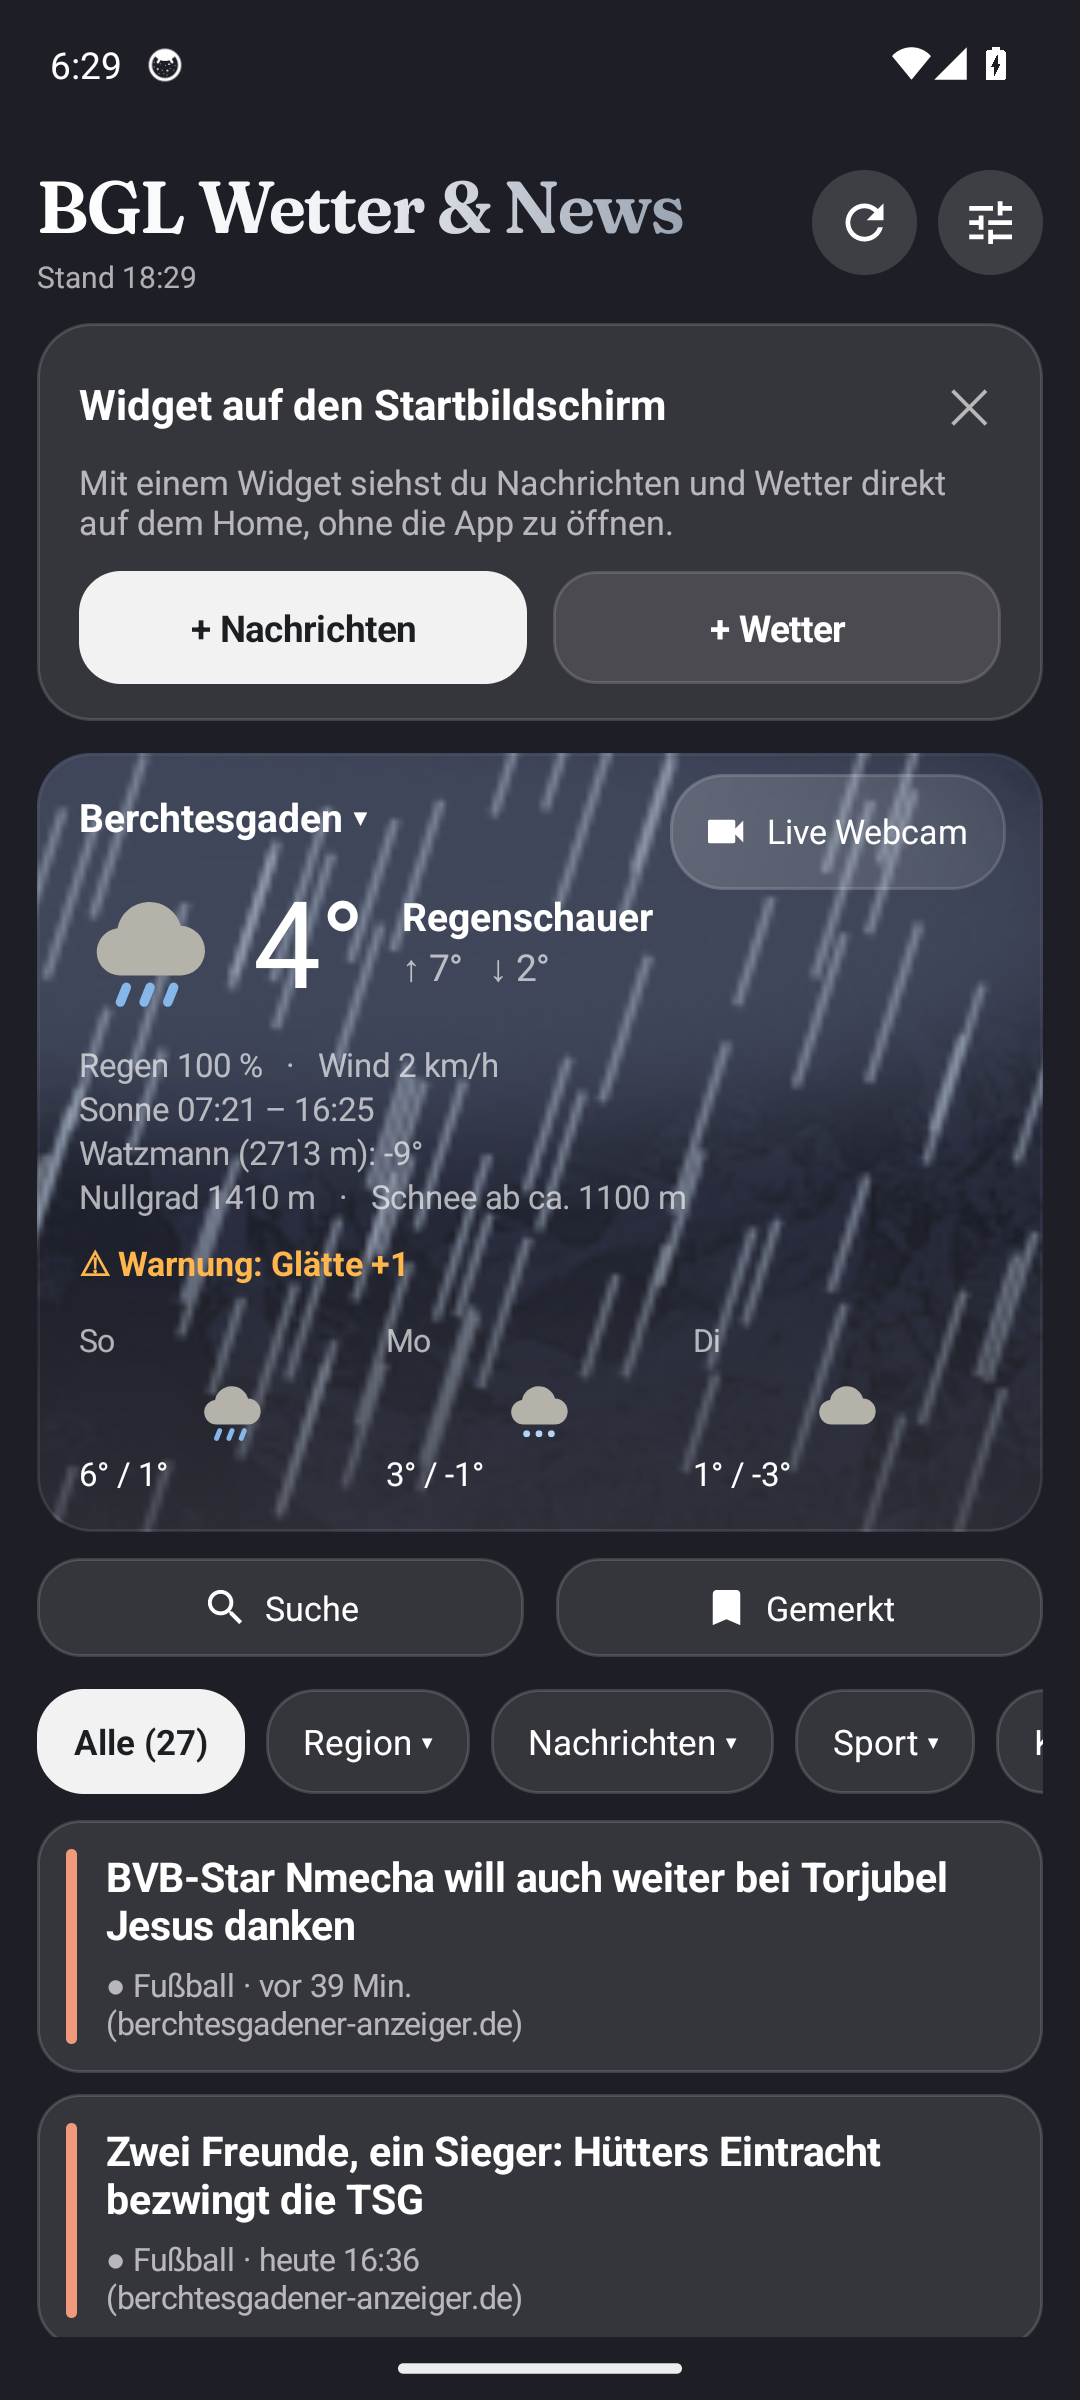 6:29
BGL Wetter & News
Stand 18:29
Widget auf den Startbildschirm
Mit einem Widget siehst du Nachrichten und Wetter direkt
auf dem Home, ohne die App zu öffnen.
+ Nachrichten
+ Wetter
Berchtesgaden ▾
Live Webcam
4°
Regenschauer
↑ 7° ↓ 2°
Regen 100 % · Wind 2 km/h
Sonne 07:21 – 16:25
Watzmann (2713 m): -9°
Nullgrad 1410 m · Schnee ab ca. 1100 m
⚠ Warnung: Glätte +1
So Mo Di
6° / 1° 3° / -1° 1° / -3°
Suche
Gemerkt
Alle (27)
Region ▾
Nachrichten ▾
Sport ▾
BVB-Star Nmecha will auch weiter bei Torjubel
Jesus danken
● Fußball · vor 39 Min.
(berchtesgadener-anzeiger.de)
Zwei Freunde, ein Sieger: Hütters Eintracht
bezwingt die TSG
● Fußball · heute 16:36
(berchtesgadener-anzeiger.de)